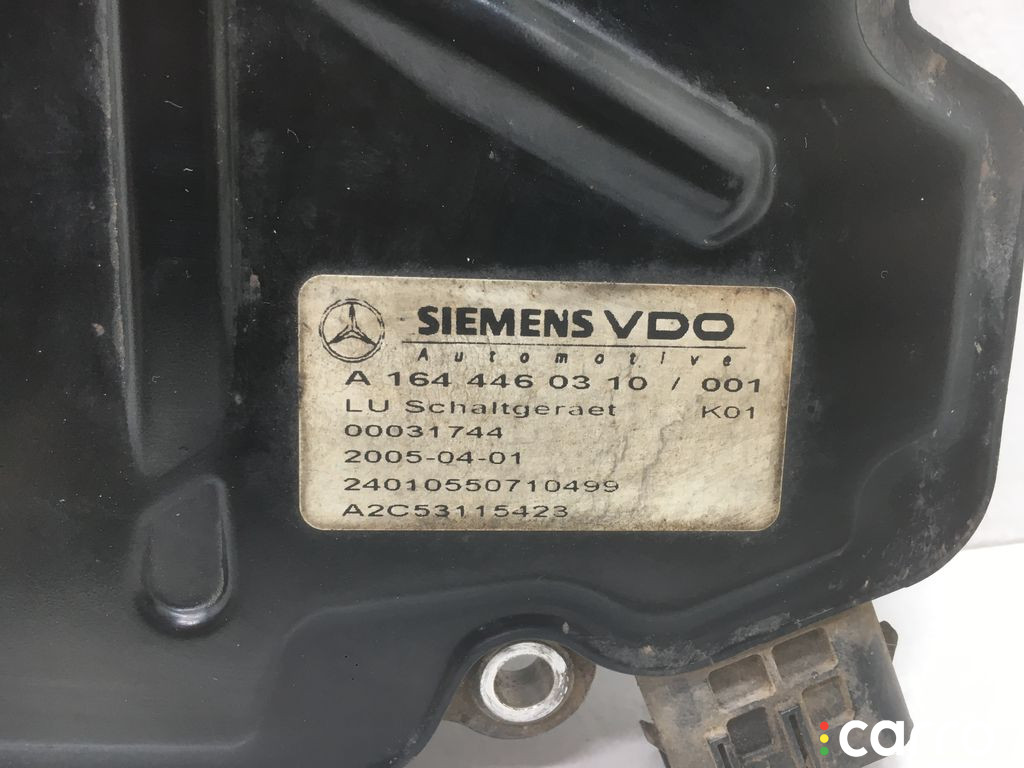 SIEMENS VDO
Automotive
A 164 446 03 10 / 001
LU Schaltgeraet K01
00031744
2005-04-01
24010550710499
A2C53115423